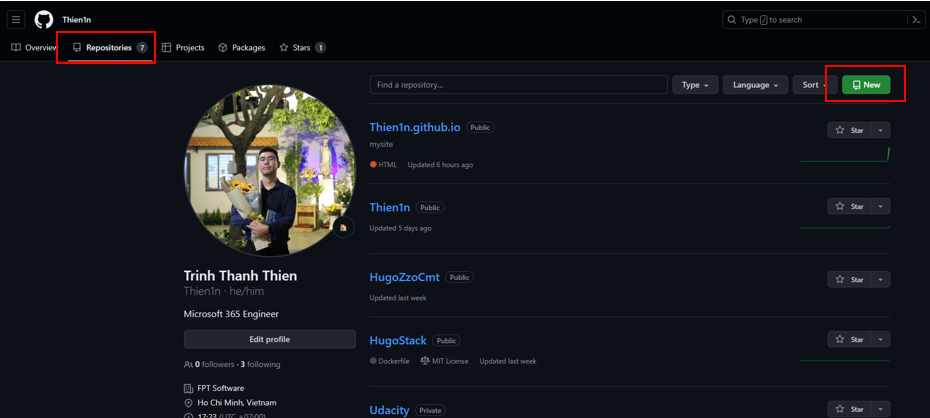 Thien1n
Type / to search
Overview
Repositories 7
Projects
Packages
Stars 1
Find a repository...
Type
Language
Sort
New
Thien1n.github.io Public
Star
mysite
HTML Updated 6 hours ago
Thien1n Public
Star
Updated 5 days ago
HugoZzoCmt Public
Star
Updated last week
HugoStack Public
Star
Dockerfile MIT License Updated last week
Udacity Private
Star
Trinh Thanh Thien
Thien1n · he/him
Microsoft 365 Engineer
Edit profile
0 followers · 3 following
FPT Software
Ho Chi Minh, Vietnam
17:23 (UTC +07:00)